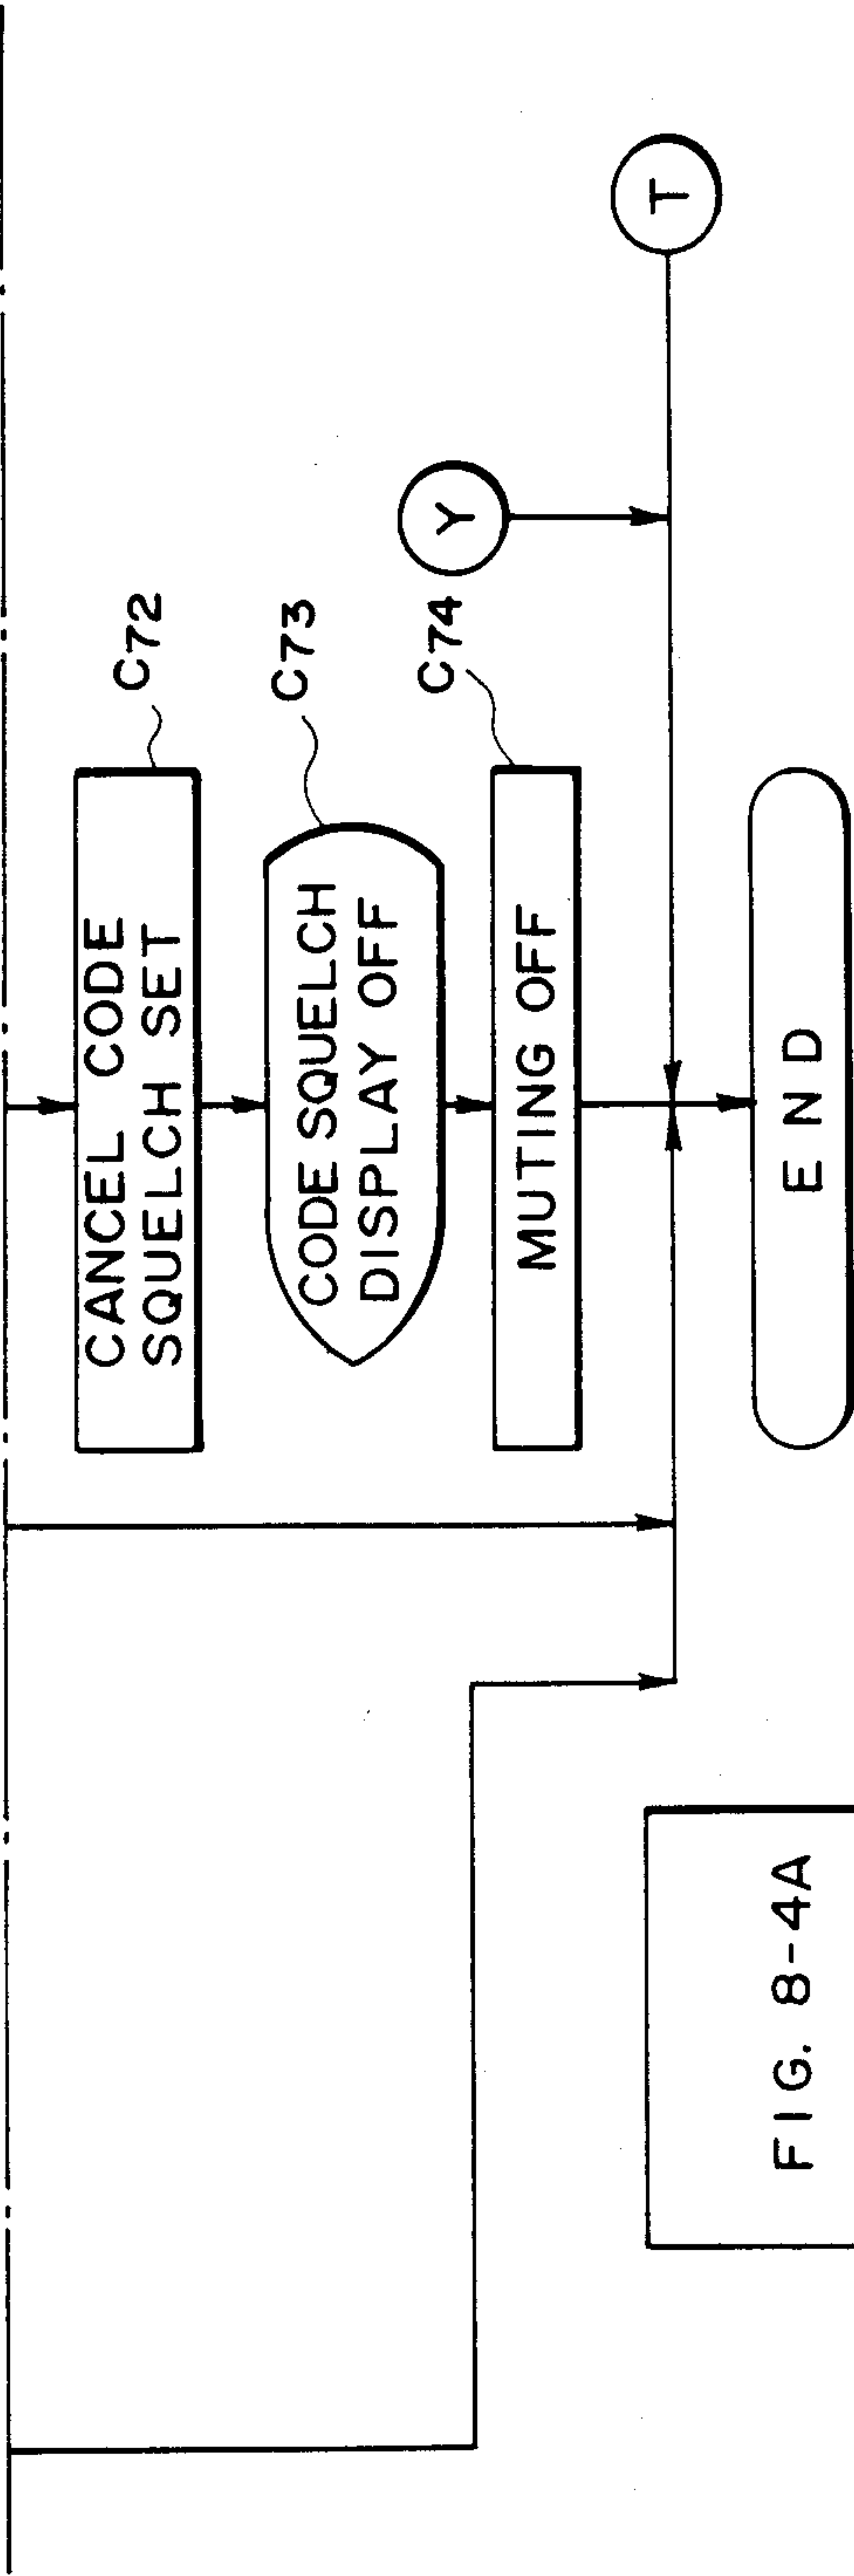 CANCEL CODE
SQUELCH SET
C72
CODE SQUELCH
DISPLAY OFF
C73
Y
MUTING OFF
C74
T
END
FIG. 8-4A